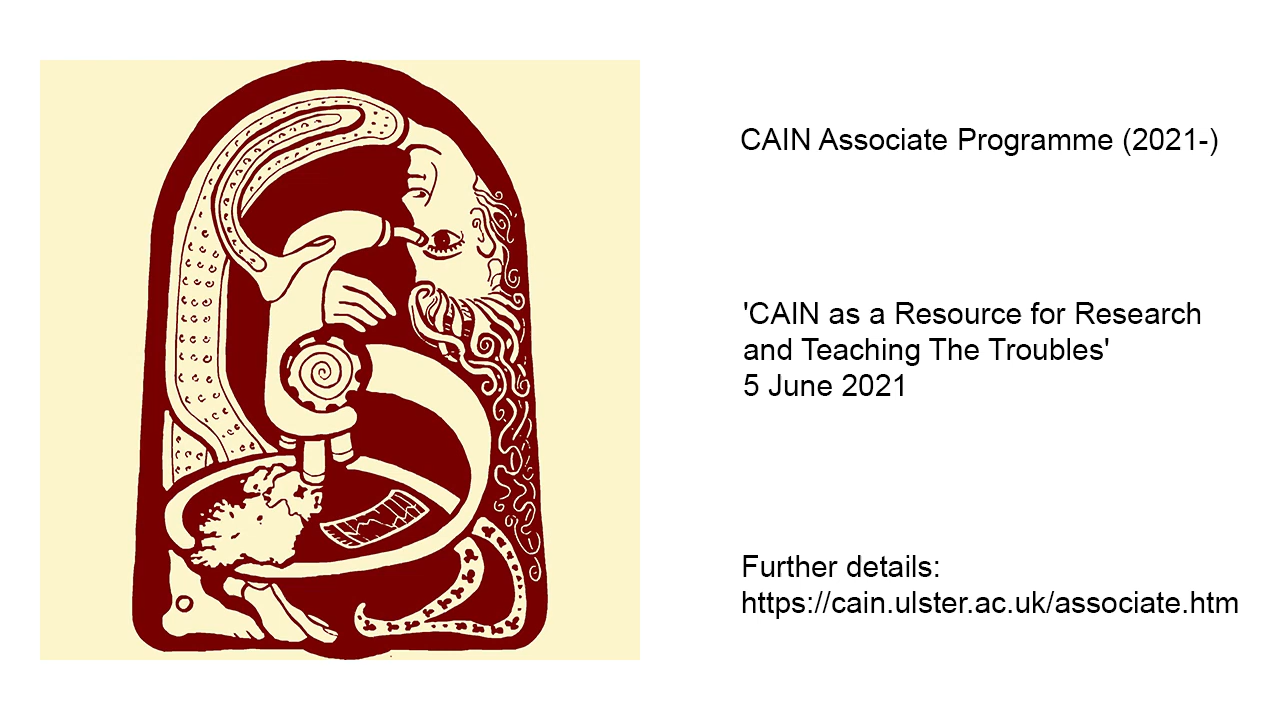 CAIN Associate Programme (2021-)
'CAIN as a Resource for Research
and Teaching The Troubles'
5 June 2021
Further details:
https://cain.ulster.ac.uk/associate.htm